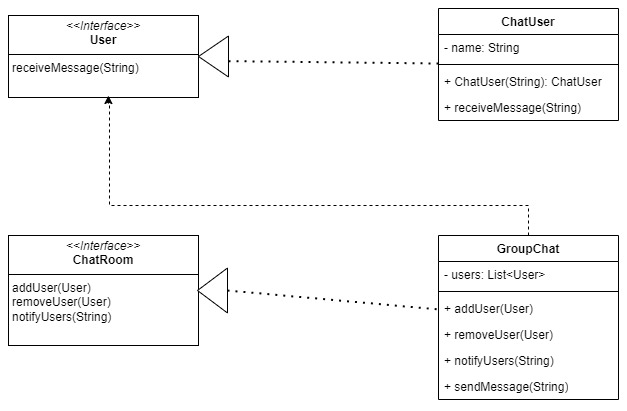 <<Interface>>
User
receiveMessage(String)
ChatUser
- name: String
+ ChatUser(String): ChatUser
+ receiveMessage(String)
<<Interface>>
ChatRoom
addUser(User)
removeUser(User)
notifyUsers(String)
GroupChat
- users: List<User>
+ addUser(User)
+ removeUser(User)
+ notifyUsers(String)
+ sendMessage(String)